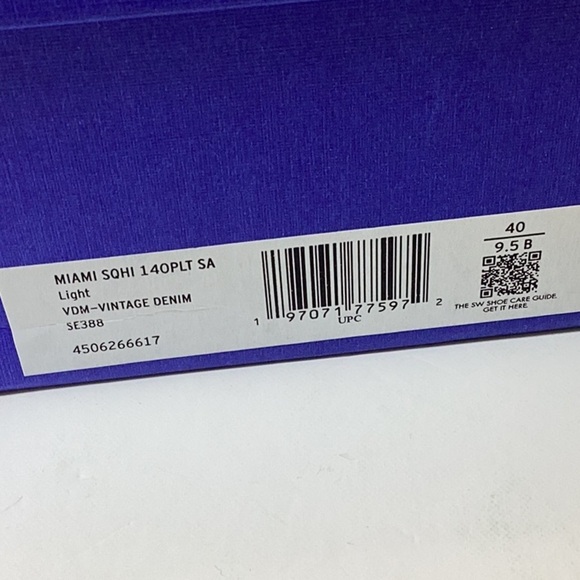 MIAMI SQHI 140PLT SA
Light
VDM-VINTAGE DENIM
SE388
4506266617
1 97071 77597 2
UPC
40
9.5 B
THE SW SHOE CARE GUIDE.
GET IT HERE.